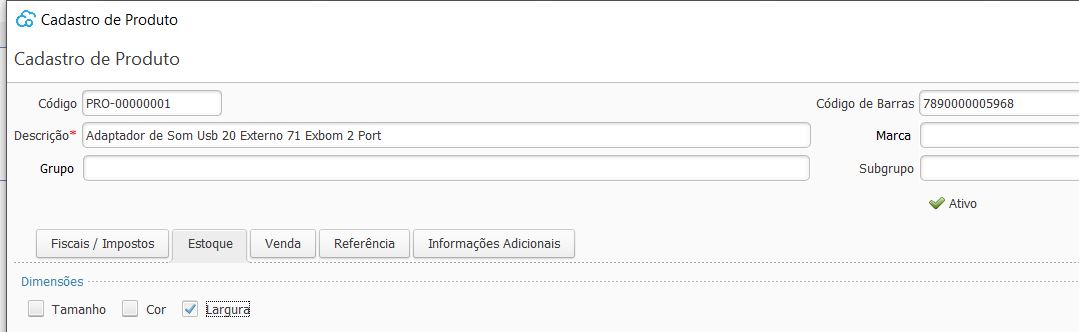 Cadastro de Produto
Cadastro de Produto
Código PRO-00000001 Código de Barras 7890000005968
Descrição* Adaptador de Som Usb 20 Externo 71 Exbom 2 Port Marca
Grupo Subgrupo
Ativo
Fiscais / Impostos Estoque Venda Referência Informações Adicionais
Dimensões
Tamanho Cor Largura